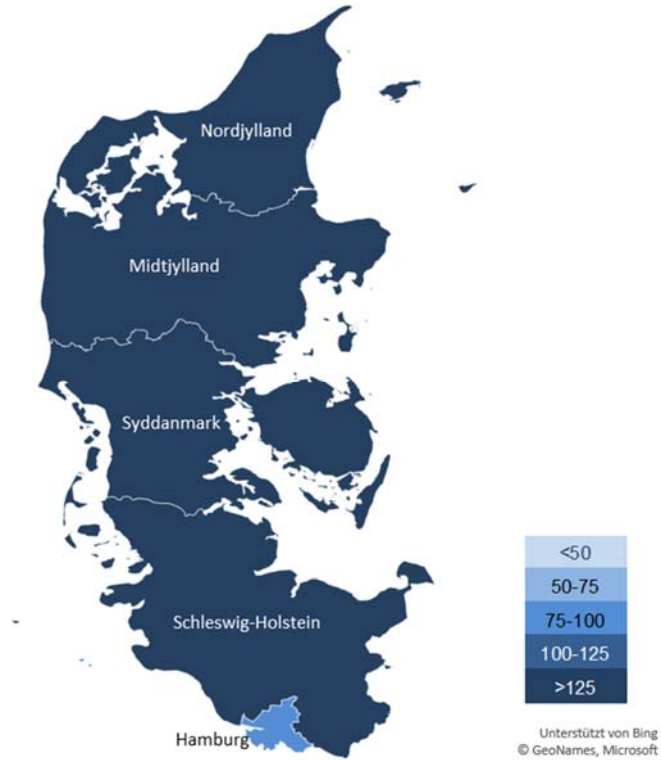 Nordjylland
Midtjylland
Syddanmark
Schleswig-Holstein
Hamburg
<50
50-75
75-100
100-125
>125
Unterstützt von Bing
© GeoNames, Microsoft